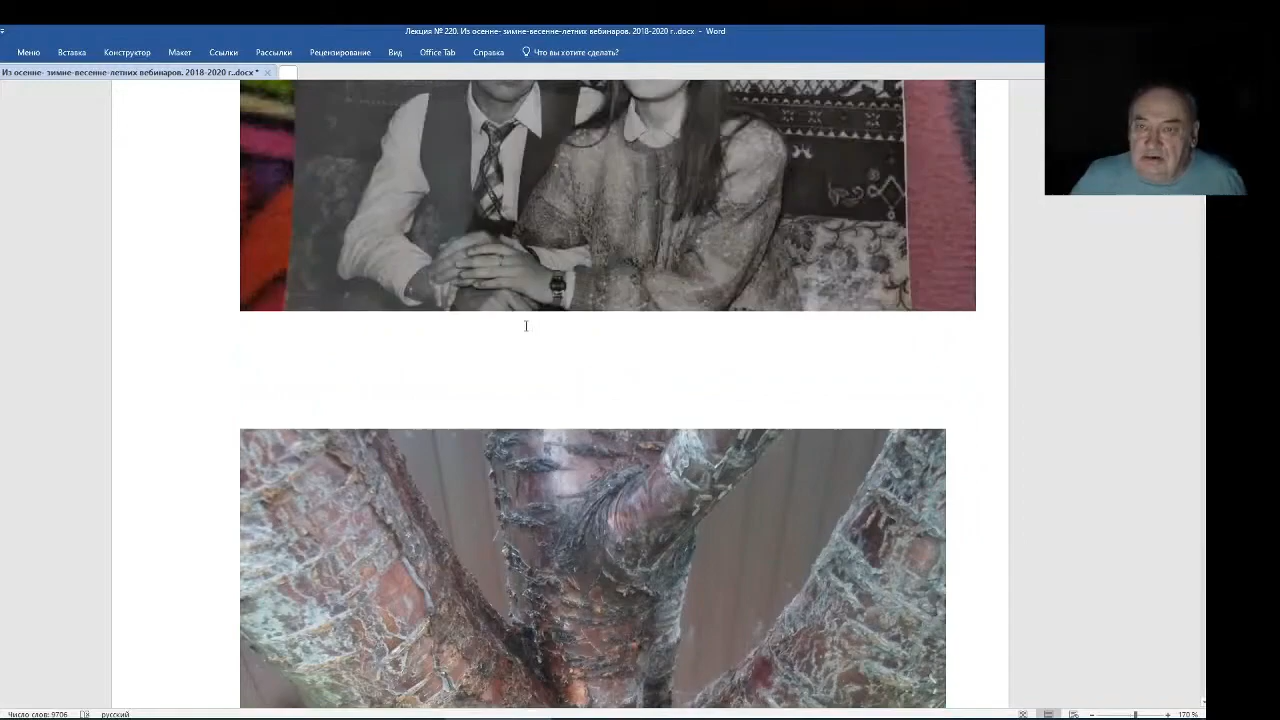 Лекция № 220. Из осенне- зимне-весенне-летних вебинаров. 2018-2020 г..docx - Word
Меню Вставка Конструктор Макет Ссылки Рассылки Рецензирование Вид Office Tab Справка Что вы хотите сделать?
Из осенне- зимне-весенне-летних вебинаров. 2018-2020 г..docx *
Число слов: 9706 русский 170 %